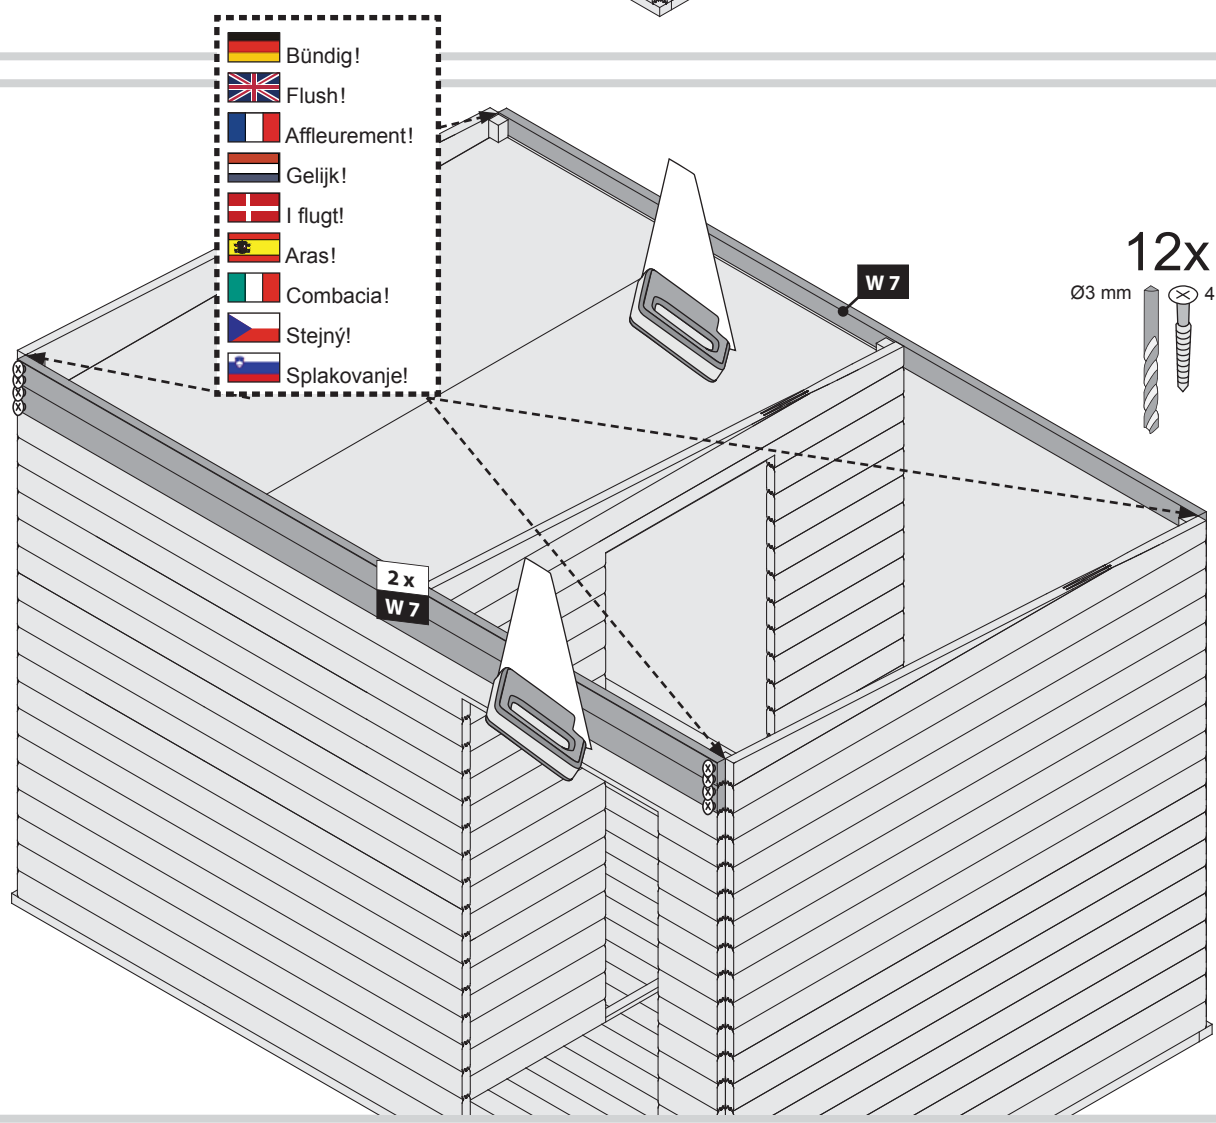 Bündig!
Flush!
Affleurement!
Gelijk!
I flugt!
Aras!
Combacia!
Stejný!
Splakovanje!
W 7
12x
Ø3 mm
4
2 x
W 7